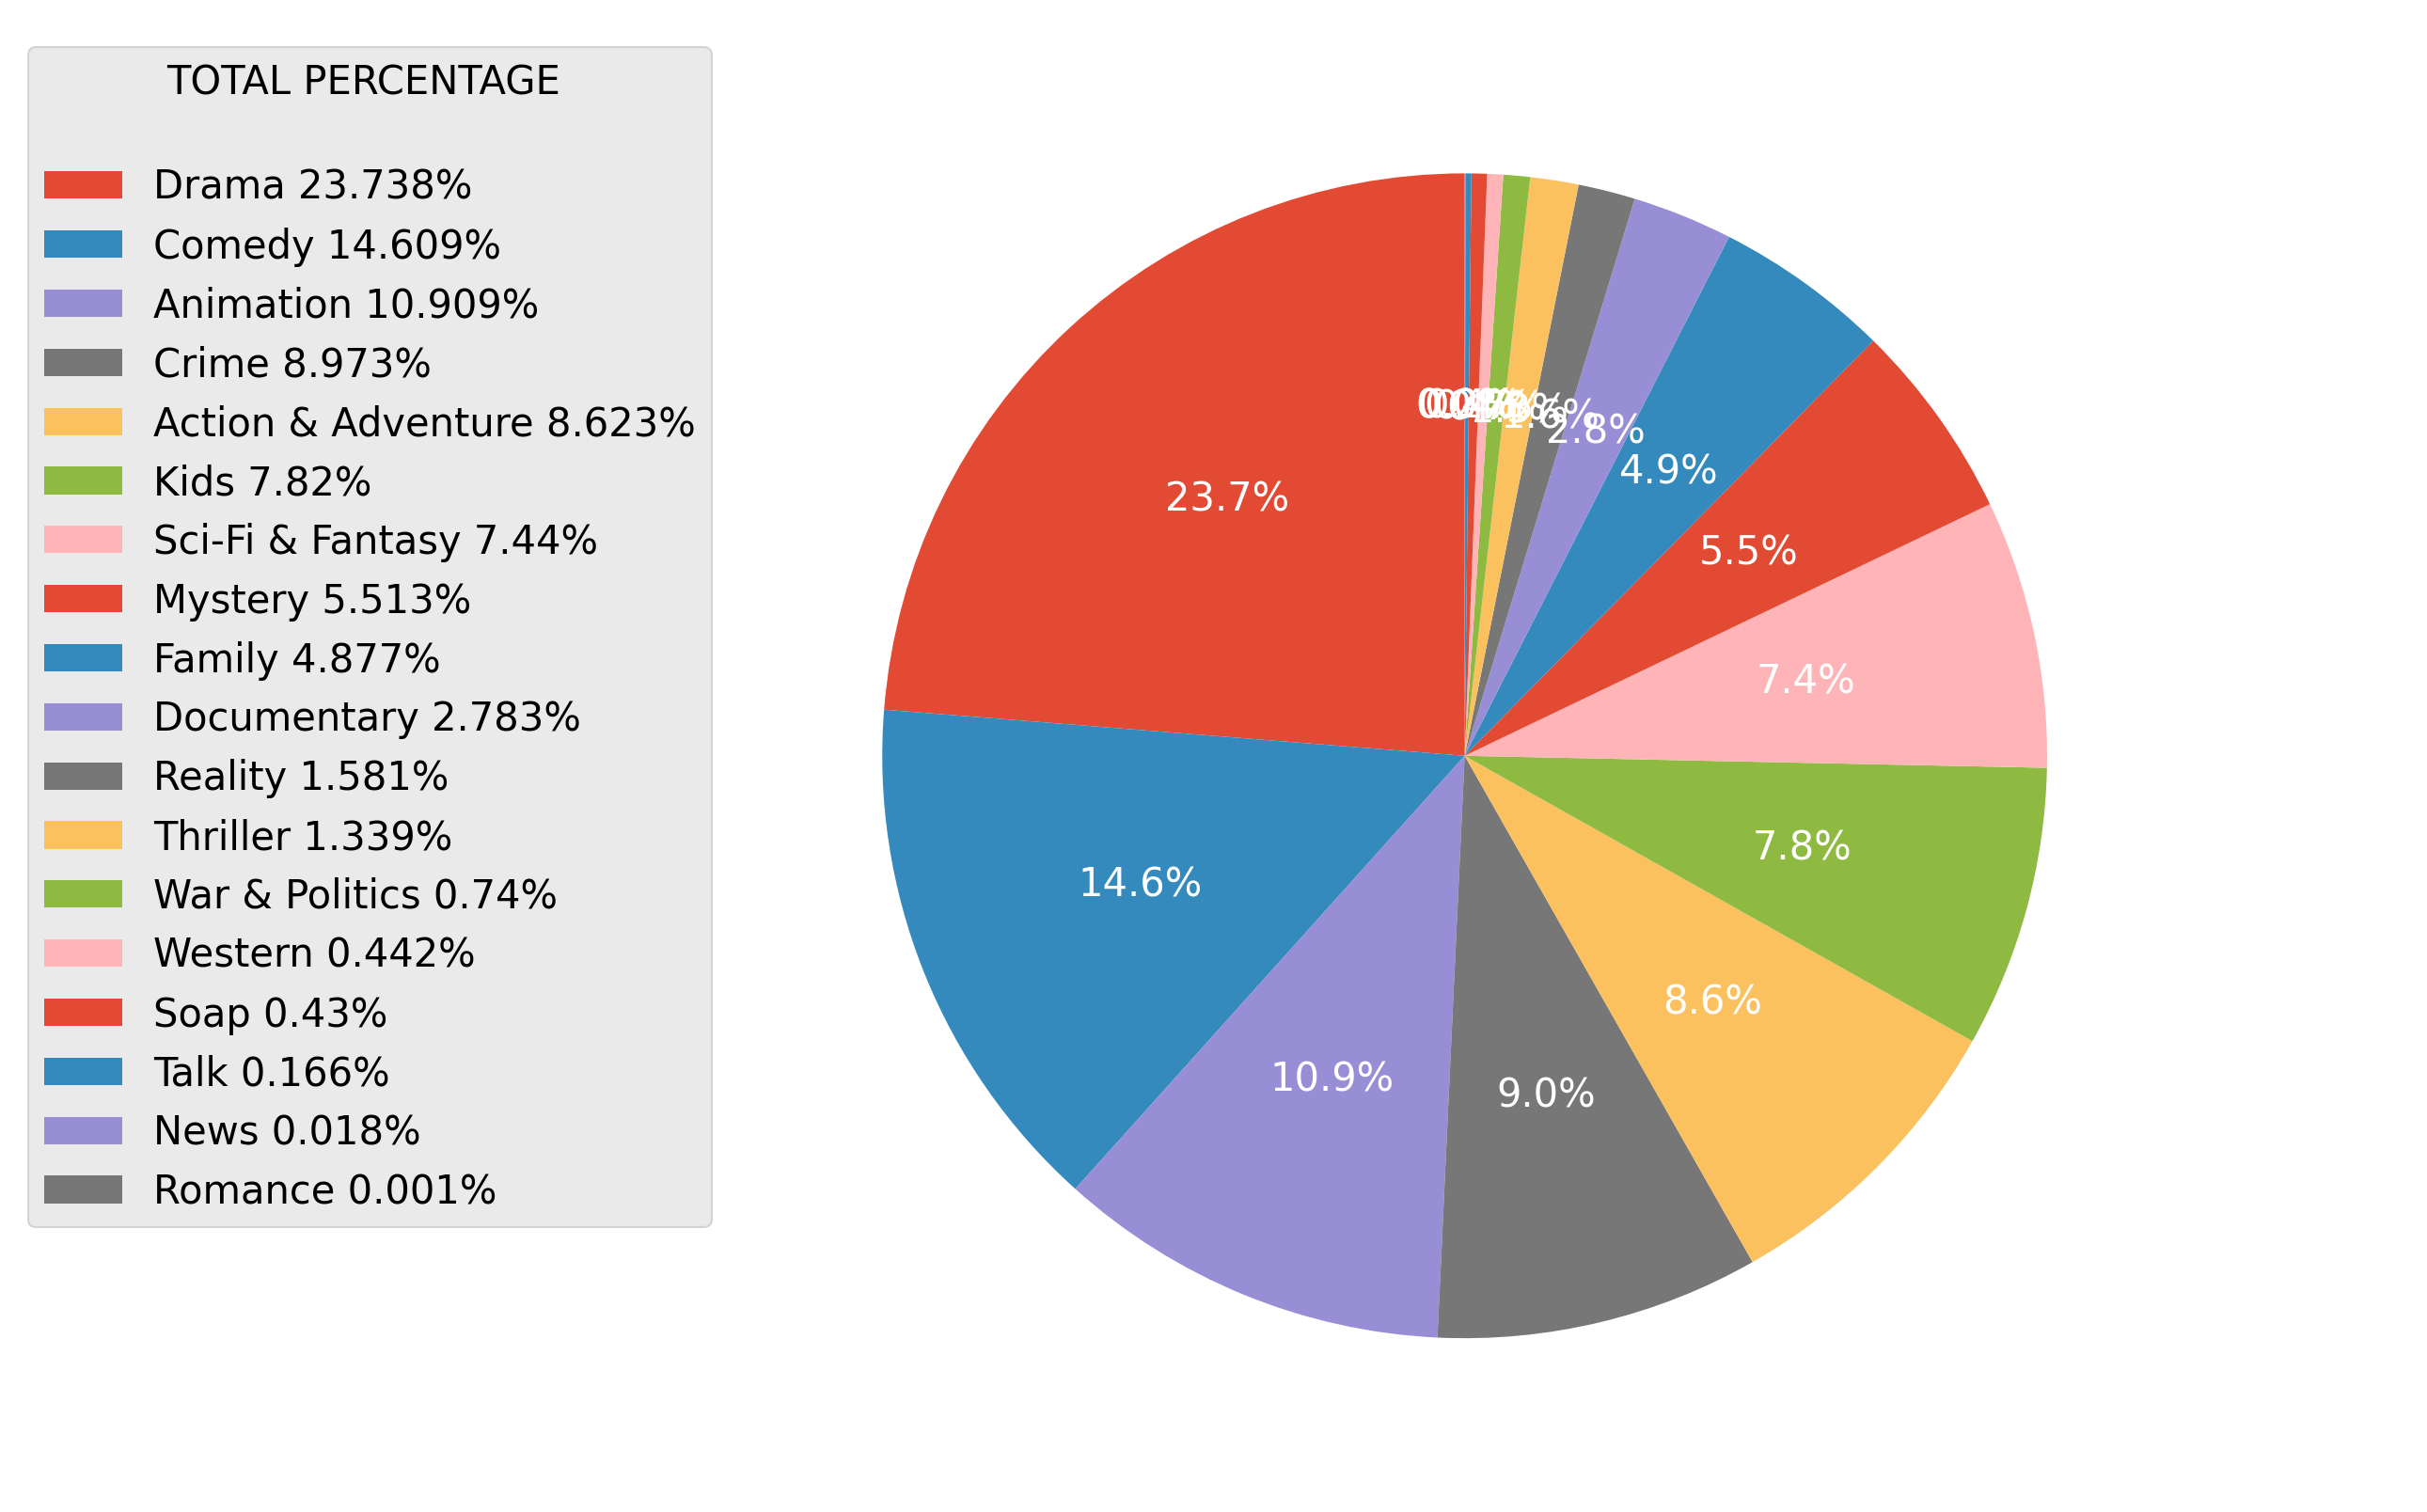 TOTAL PERCENTAGE
Drama 23.738%
Comedy 14.609%
Animation 10.909%
Crime 8.973%
Action & Adventure 8.623%
Kids 7.82%
Sci-Fi & Fantasy 7.44%
Mystery 5.513%
Family 4.877%
Documentary 2.783%
Reality 1.581%
Thriller 1.339%
War & Politics 0.74%
Western 0.442%
Soap 0.43%
Talk 0.166%
News 0.018%
Romance 0.001%
23.7%
14.6%
10.9%
9.0%
8.6%
7.8%
7.4%
5.5%
4.9%
2.8%
1.6%